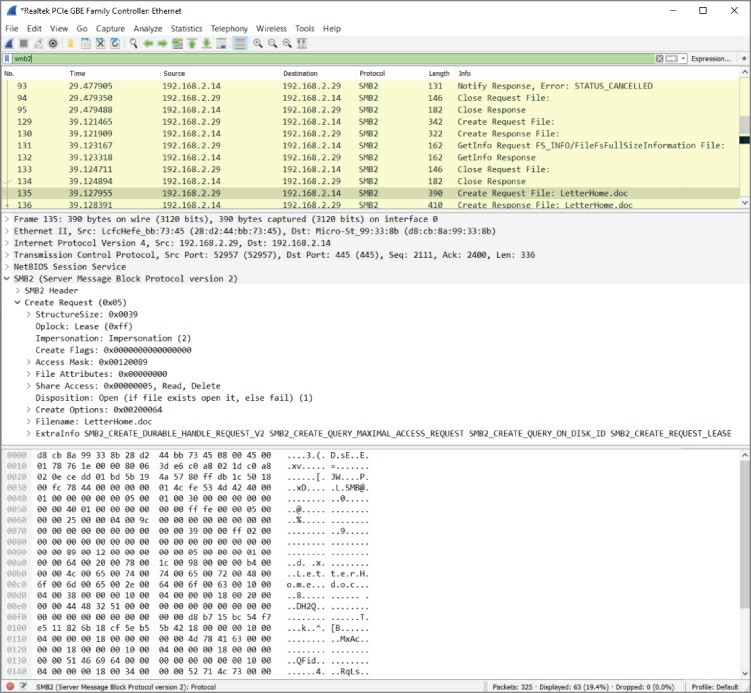 *Realtek PCIe GBE Family Controller: Ethernet
File Edit View Go Capture Analyze Statistics Telephony Wireless Tools Help
smb2
Expression... +
No. Time Source Destination Protocol Length Info
93 29.477905 192.168.2.14 192.168.2.29 SMB2 131 Notify Response, Error: STATUS_CANCELLED
94 29.479350 192.168.2.14 192.168.2.29 SMB2 146 Close Request File:
95 29.479488 192.168.2.14 192.168.2.29 SMB2 182 Close Response
129 39.121465 192.168.2.29 192.168.2.14 SMB2 342 Create Request File:
130 39.121909 192.168.2.14 192.168.2.29 SMB2 322 Create Response File:
131 39.123167 192.168.2.29 192.168.2.14 SMB2 162 GetInfo Request FS_INFO/FileFsFullSizeInformation File:
132 39.123318 192.168.2.14 192.168.2.29 SMB2 162 GetInfo Response
133 39.124711 192.168.2.29 192.168.2.14 SMB2 146 Close Request File:
134 39.124894 192.168.2.14 192.168.2.29 SMB2 182 Close Response
135 39.127955 192.168.2.29 192.168.2.14 SMB2 390 Create Request File: LetterHome.doc
136 39.128391 192.168.2.14 192.168.2.29 SMB2 410 Create Response File: LetterHome.doc
Frame 135: 390 bytes on wire (3120 bits), 390 bytes captured (3120 bits) on interface 0
Ethernet II, Src: LcfcHefe_bb:73:45 (28:d2:44:bb:73:45), Dst: Micro-St_99:33:8b (d8:cb:8a:99:33:8b)
Internet Protocol Version 4, Src: 192.168.2.29, Dst: 192.168.2.14
Transmission Control Protocol, Src Port: 52957 (52957), Dst Port: 445 (445), Seq: 2111, Ack: 2400, Len: 336
NetBIOS Session Service
SMB2 (Server Message Block Protocol version 2)
SMB2 Header
Create Request (0x05)
StructureSize: 0x0039
Oplock: Lease (0xff)
Impersonation: Impersonation (2)
Create Flags: 0x0000000000000000
Access Mask: 0x00120089
File Attributes: 0x00000000
Share Access: 0x00000005, Read, Delete
Disposition: Open (if file exists open it, else fail) (1)
Create Options: 0x00200064
Filename: LetterHome.doc
ExtraInfo SMB2_CREATE_DURABLE_HANDLE_REQUEST_V2 SMB2_CREATE_QUERY_MAXIMAL_ACCESS_REQUEST SMB2_CREATE_QUERY_ON_DISK_ID SMB2_CREATE_REQUEST_LEASE
0000 d8 cb 8a 99 33 8b 28 d2 44 bb 73 45 08 00 45 00 ....3.(. D.sE..E.
0010 01 78 76 1e 00 00 80 06 3d e6 c0 a8 02 1d c0 a8 .xv..... =.......
0020 02 0e ce dd 01 bd 5b 19 4a 57 80 ff db 1c 50 18 ......[. JW....P.
0030 00 fc 78 44 00 00 00 00 01 4c fe 53 4d 42 40 00 ..xD.... .L.SMB@.
0040 01 00 00 00 00 00 05 00 01 00 30 00 00 00 00 00 ........ ..0.....
0050 00 00 40 01 00 00 00 00 00 00 ff fe 00 00 05 00 ..@..... ........
0060 00 00 25 00 00 04 00 9c 00 00 00 00 00 00 00 00 ..%..... ........
0070 00 00 00 00 00 00 00 00 00 00 39 00 00 ff 02 00 ........ ..9.....
0080 00 00 00 00 00 00 00 00 00 00 00 00 00 00 00 00 ........ ........
0090 00 00 89 00 12 00 00 00 00 00 05 00 00 00 01 00 ........ ........
00a0 00 00 64 00 20 00 78 00 1c 00 98 00 00 00 b4 00 ..d. .x. ........
00b0 00 00 4c 00 65 00 74 00 74 00 65 00 72 00 48 00 ..L.e.t. t.e.r.H.
00c0 6f 00 6d 00 65 00 2e 00 64 00 6f 00 63 00 10 00 o.m.e... d.o.c...
00d0 04 00 38 00 00 00 10 00 04 00 00 00 18 00 20 00 ..8..... ...... .
00e0 00 00 44 48 32 51 00 00 00 00 00 00 00 00 00 00 ..DH2Q.. ........
00f0 00 00 00 00 00 00 00 00 00 00 d8 b7 15 bc 54 f7 ........ ......T.
0100 e5 11 82 6b 18 cf 5e b5 5b 42 18 00 00 00 10 00 ...k..^. [B......
0110 04 00 00 00 18 00 00 00 00 00 4d 78 41 63 00 00 ........ ..MxAc..
0120 00 00 18 00 00 00 10 00 04 00 00 00 18 00 00 00 ........ ........
0130 00 00 51 46 69 64 00 00 00 00 00 00 00 00 10 00 ..QFid.. ........
0140 04 00 00 00 18 00 34 00 00 00 52 71 4c 73 00 00 ......4. ..RqLs..
SMB2 (Server Message Block Protocol version 2): Protocol
Packets: 325 · Displayed: 63 (19.4%) · Dropped: 0 (0.0%)
Profile: Default